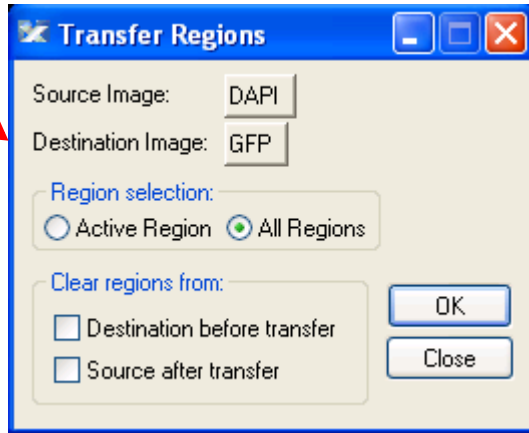 Transfer Regions
Source Image: DAPI
Destination Image: GFP
Region selection:
Active Region All Regions
Clear regions from:
Destination before transfer
Source after transfer
OK
Close